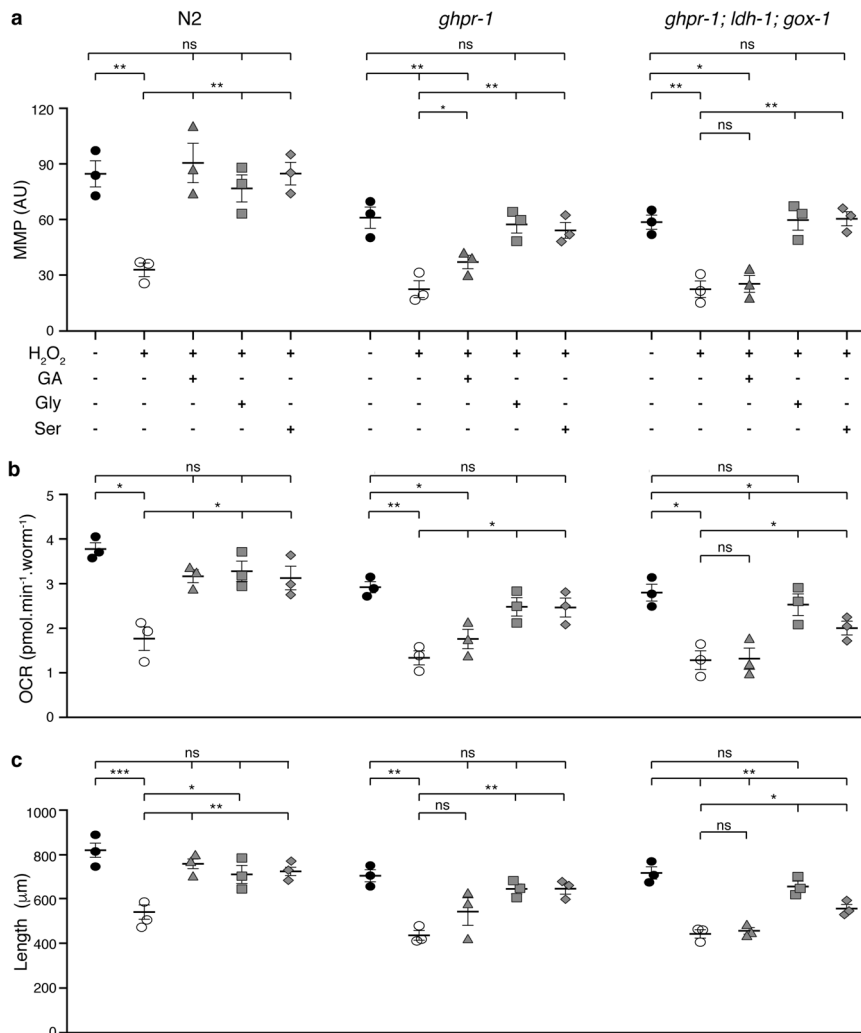 a N2 ghpr-1 ghpr-1; ldh-1; gox-1
ns ns ns
** ** *
** ** **
* **
ns
MMP (AU)
120
90
60
30
0
H₂O₂ - + + + + - + + + + - + + + +
GA - - + - - - - + - - - - + - -
Gly - - - + - - - - + - - - - + -
Ser - - - - + - - - - + - - - - +
b
ns ns ns
* * *
* ** *
* *
ns
OCR (pmol.min⁻¹.worm⁻¹)
5
4
3
2
1
0
c
ns ns ns
*** ** **
* ** *
** ns ns
Length (μm)
1000
800
600
400
200
0